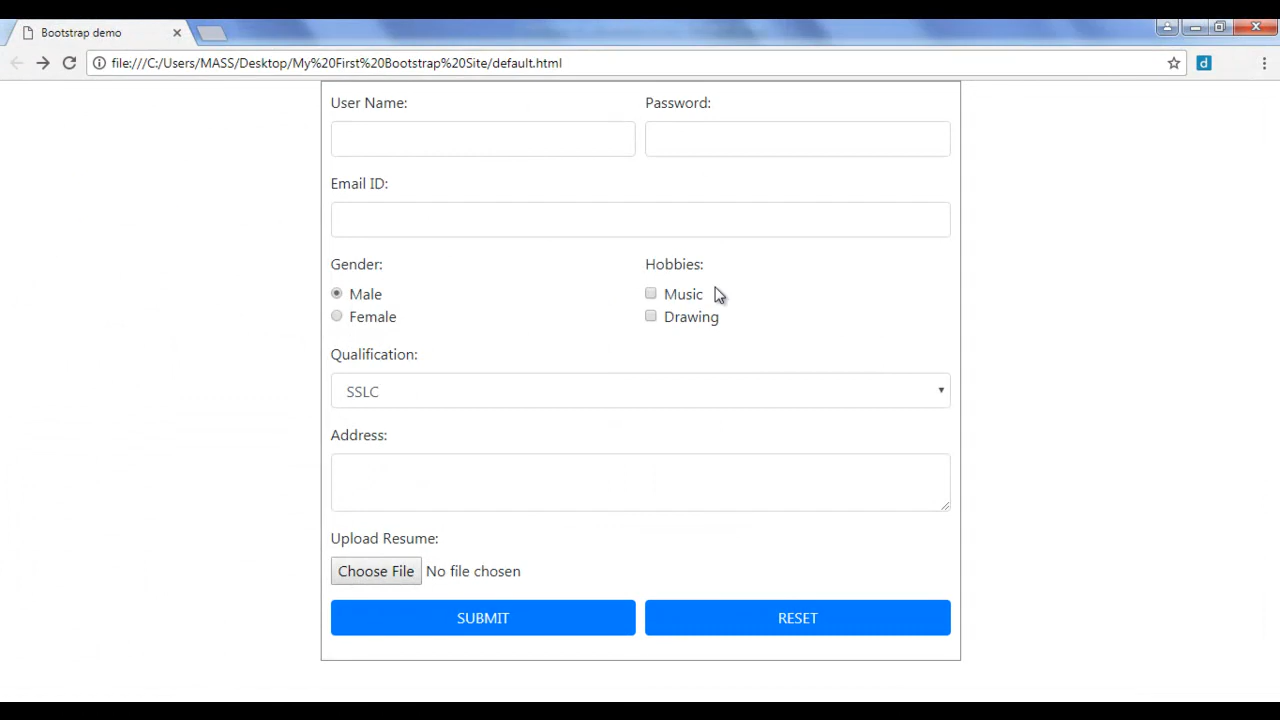 Bootstrap demo
file:///C:/Users/MASS/Desktop/My%20First%20Bootstrap%20Site/default.html
d
User Name: Password:
Email ID:
Gender: Hobbies:
Male Music
Female Drawing
Qualification:
SSLC
Address:
Upload Resume:
Choose File No file chosen
SUBMIT RESET